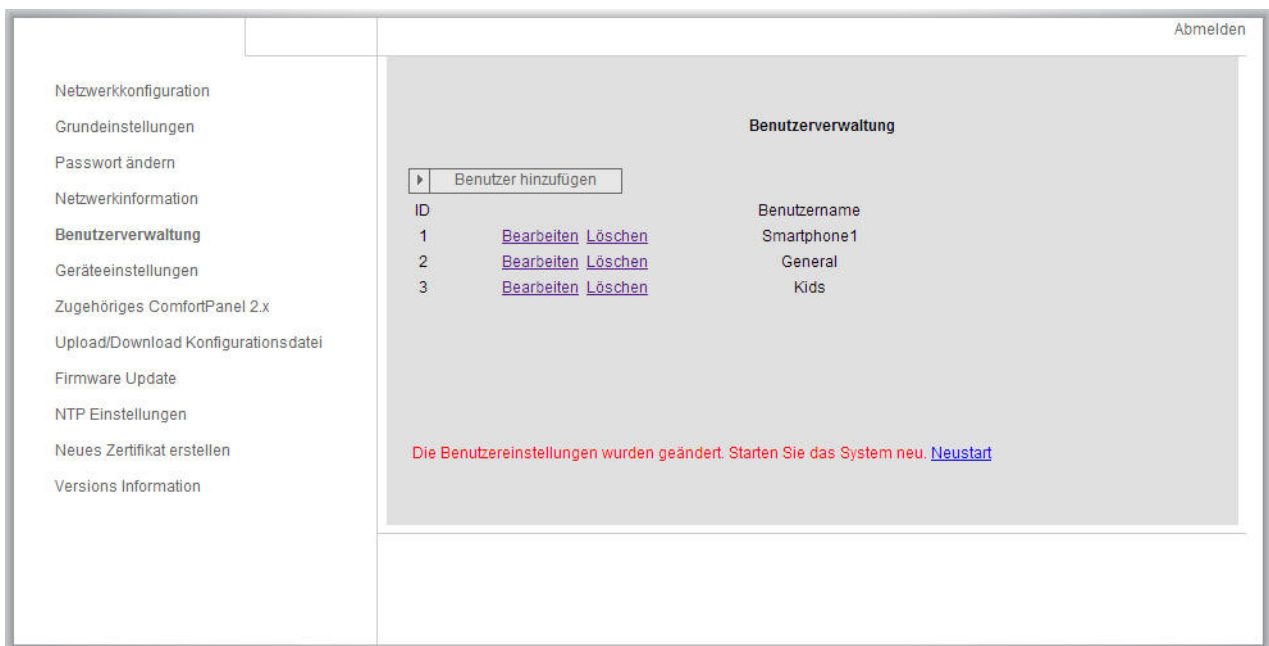 Abmelden
Netzwerkkonfiguration
Grundeinstellungen
Passwort ändern
Netzwerkinformation
Benutzerverwaltung
Geräteeinstellungen
Zugehöriges ComfortPanel 2.x
Upload/Download Konfigurationsdatei
Firmware Update
NTP Einstellungen
Neues Zertifikat erstellen
Versions Information
Benutzerverwaltung
Benutzer hinzufügen
ID Benutzername
1 Bearbeiten Löschen Smartphone1
2 Bearbeiten Löschen General
3 Bearbeiten Löschen Kids
Die Benutzereinstellungen wurden geändert. Starten Sie das System neu. Neustart